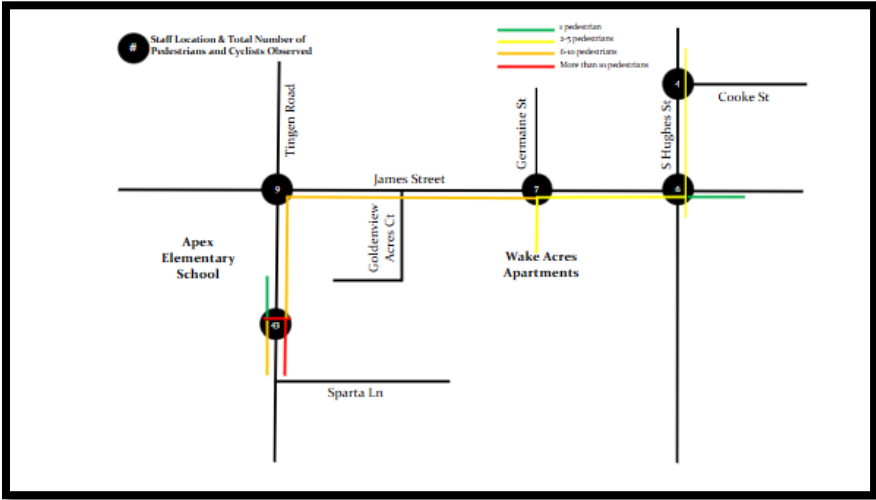 #
Staff Location & Total Number of
Pedestrians and Cyclists Observed
1 pedestrian
2-5 pedestrians
6-10 pedestrians
More than 10 pedestrians
Tingen Road
Germaine St
S Hughes St
4
Cooke St
James Street
9
7
6
Goldenview
Acres Ct
Apex
Elementary
School
Wake Acres
Apartments
43
Sparta Ln